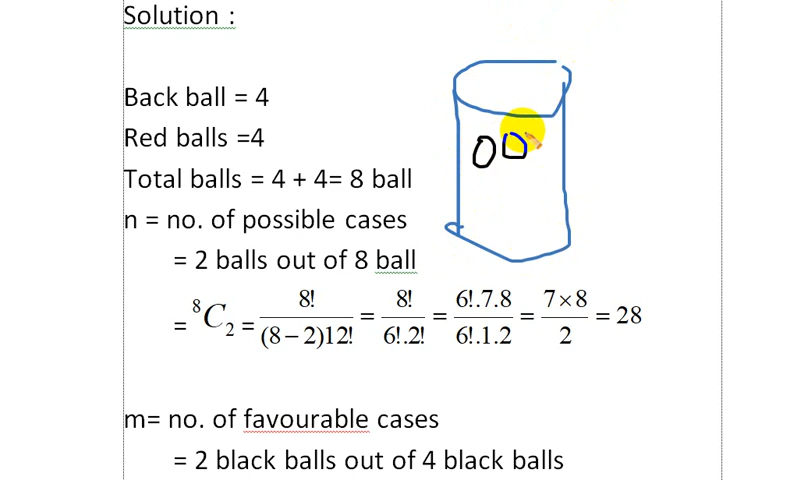 Solution :
Back ball = 4
Red balls =4
Total balls = 4 + 4= 8 ball
n = no. of possible cases
= 2 balls out of 8 ball
= ⁸C₂ = 8!/(8−2)12! = 8!/6!.2! = 6!.7.8/6!.1.2 = 7×8/2 = 28
m= no. of favourable cases
= 2 black balls out of 4 black balls